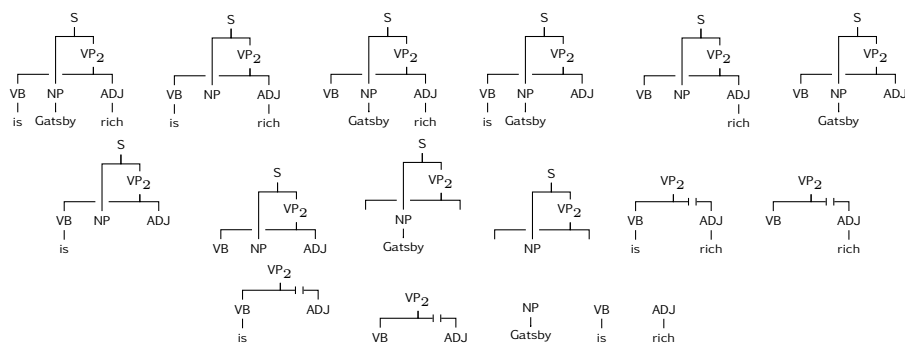 S
VP2
VB NP ADJ
is Gatsby rich
S
VP2
VB NP ADJ
is rich
S
VP2
VB NP ADJ
Gatsby rich
S
VP2
VB NP ADJ
is Gatsby
S
VP2
VB NP ADJ
rich
S
VP2
VB NP ADJ
Gatsby
S
VP2
VB NP ADJ
is
S
VP2
VB NP ADJ
S
VP2
NP
Gatsby
S
VP2
NP
VP2
VB ADJ
is rich
VP2
VB ADJ
rich
VP2
VB ADJ
is
VP2
VB ADJ
NP
Gatsby
VB
is
ADJ
rich